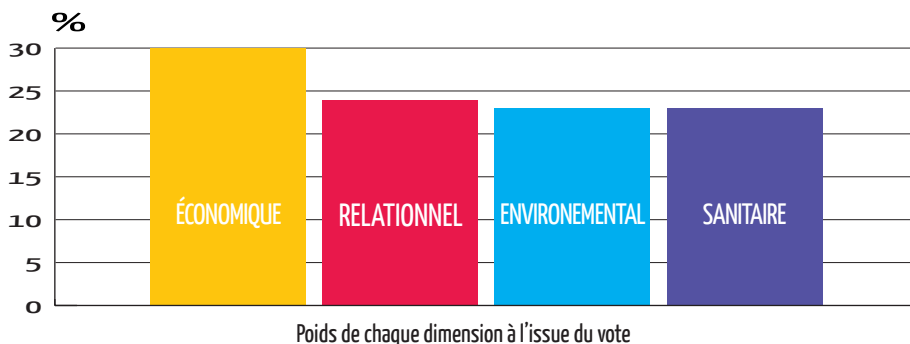 %
30
25
20
15
10
5
0
ÉCONOMIQUE
RELATIONNEL
ENVIRONEMENTAL
SANITAIRE
Poids de chaque dimension à l'issue du vote